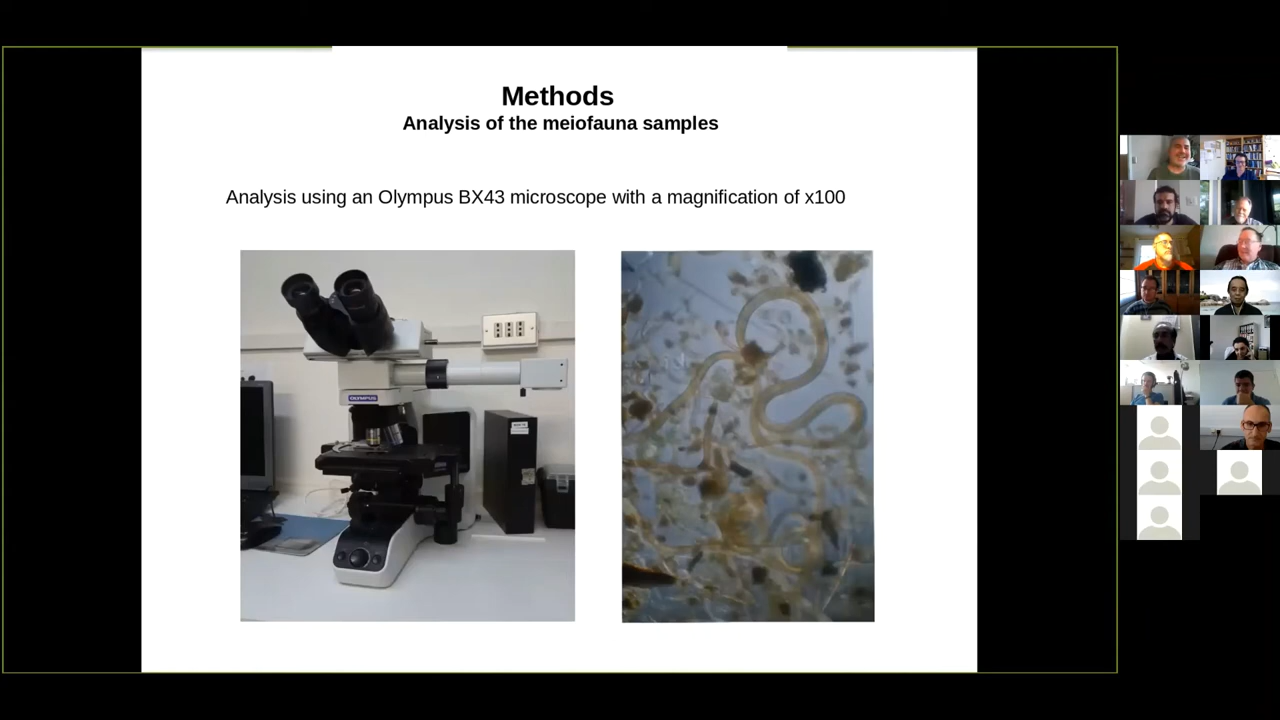 Methods
Analysis of the meiofauna samples
Analysis using an Olympus BX43 microscope with a magnification of x100
OLYMPUS